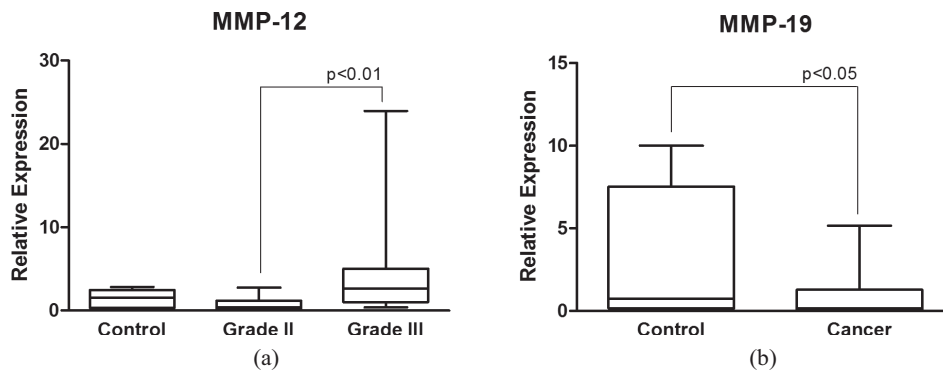 MMP-12
30
20
10
0
Relative Expression
p<0.01
Control Grade II Grade III
(a)
MMP-19
15
10
5
0
Relative Expression
p<0.05
Control Cancer
(b)